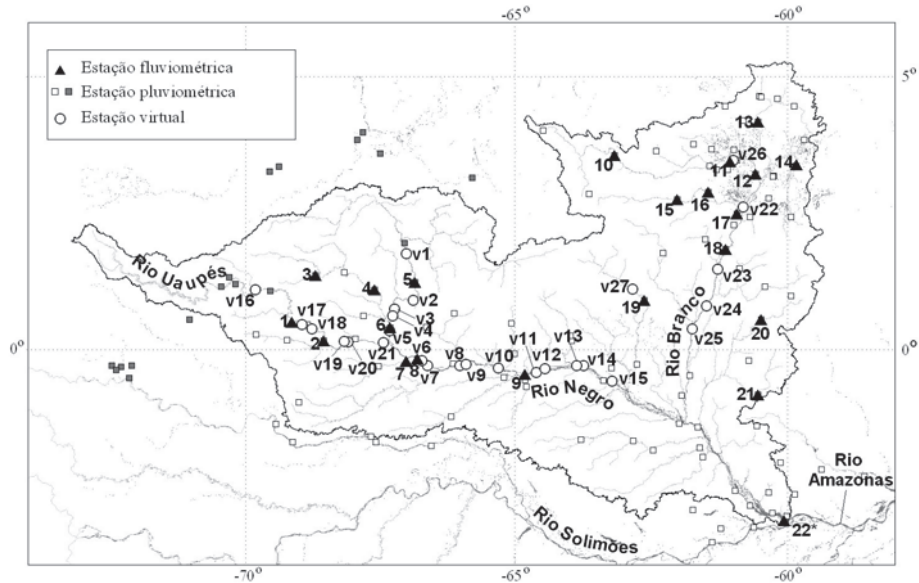 -65
-60
5°
0°
0°
-70
-65
-60
Estação fluviométrica
Estação pluviométrica
Estação virtual
13
10
v26
11
14
12
15
16
v22
17
18
v23
v1
Rio Uaupés
3
5
v16
4
v2
v27
19
v24
v17
1
v3
v4
v18
6
v5
Rio Branco
v25
20
2
v19
v20
v21
v6
7
8
v7
v8
v9
v10
v11
v12
v13
v14
9
Rio Negro
v15
21
Rio
Amazonas
Rio Solimões
22*